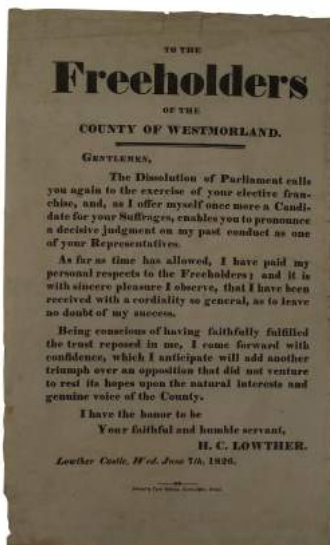 TO THE
Freeholders
OF THE
COUNTY OF WESTMORLAND.
GENTLEMEN,
The Dissolution of Parliament calls
you again to the exercise of your elective fran-
chise, and, as I offer myself once more a Candi-
date for your Suffrages, enables you to pronounce
a decisive judgment on my past conduct as one
of your Representatives.
As far as time has allowed, I have paid my
personal respects to the Freeholders; and it is
with sincere pleasure I observe, that I have been
received with a cordiality so general, as to leave
no doubt of my success.
Being conscious of having faithfully fulfilled
the trust reposed in me, I come forward with
confidence, which I anticipate will add another
triumph over an opposition that did not venture
to rest its hopes upon the natural interests and
genuine voice of the County.
I have the honor to be
Your faithful and humble servant,
H. C. LOWTHER.
Lowther Castle, Wed. June 7th, 1826.